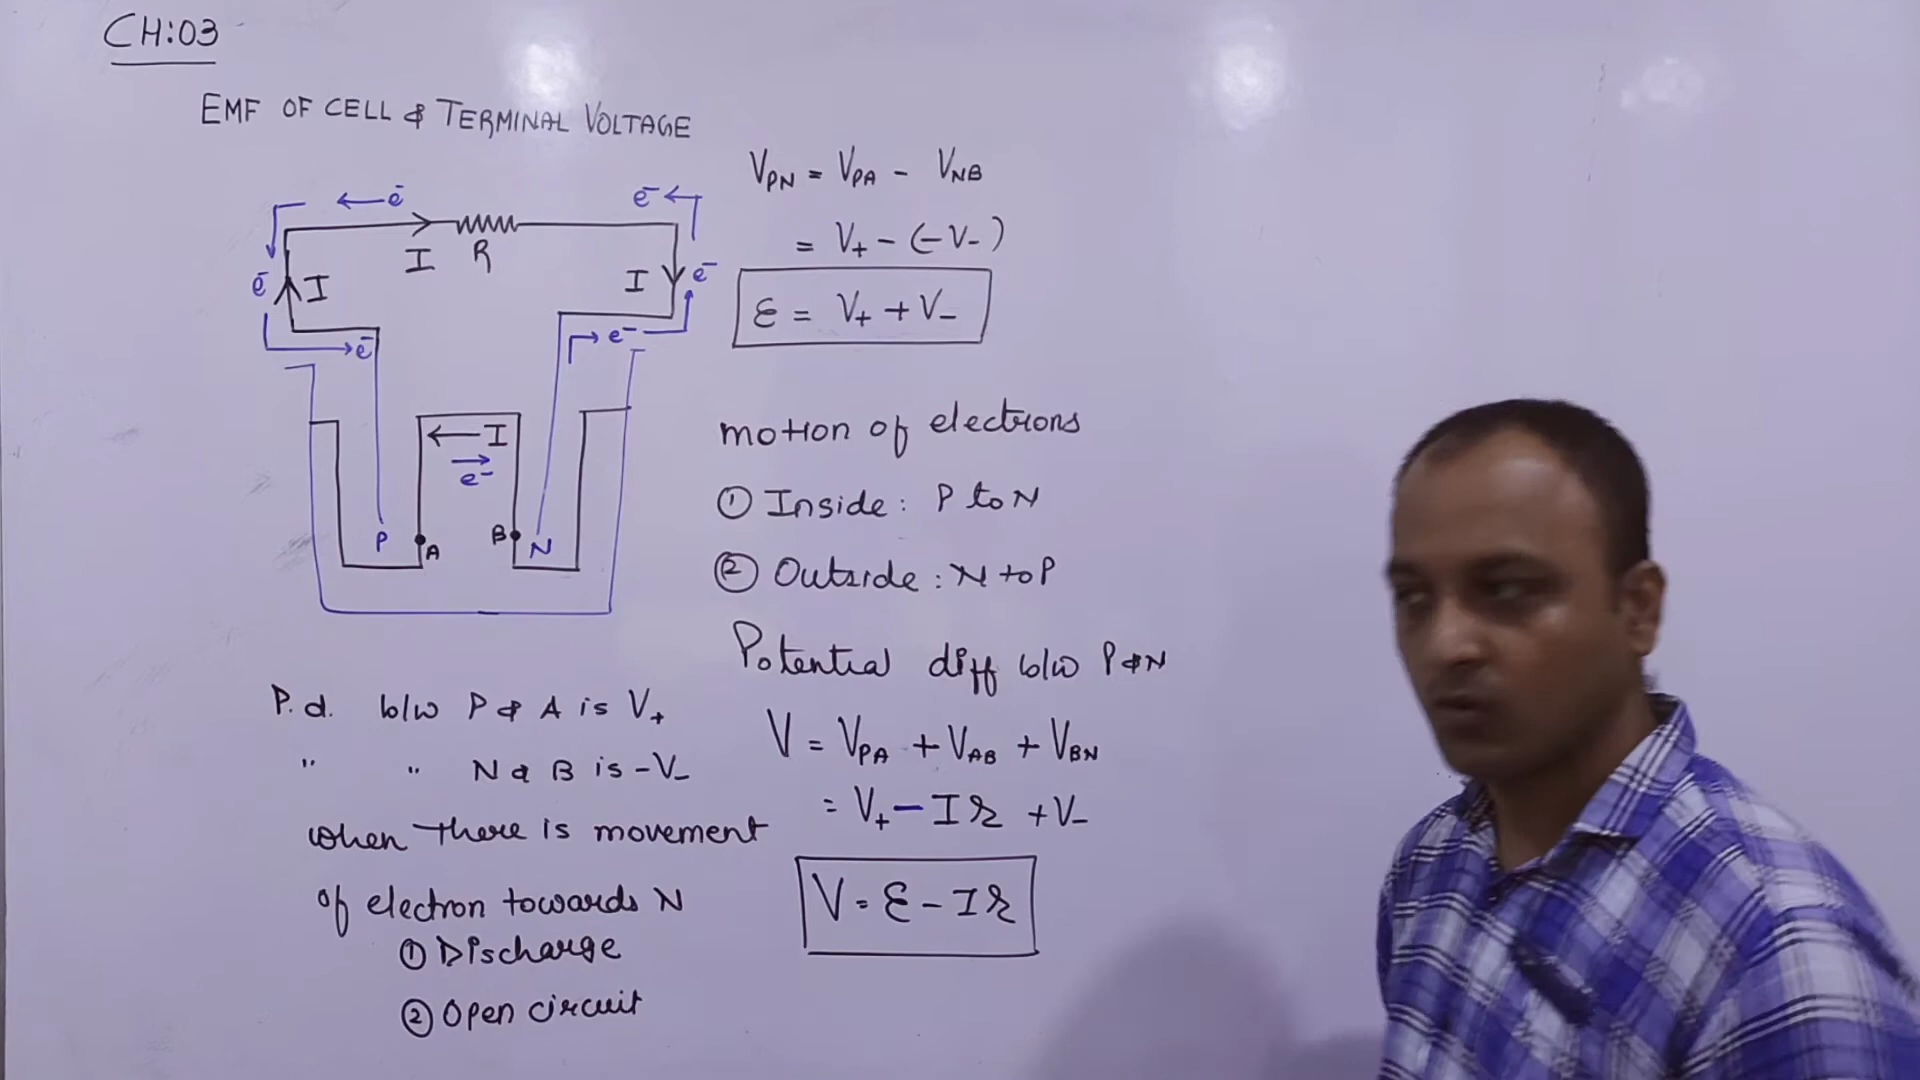 CH:03
EMF OF CELL & TERMINAL VOLTAGE
←e⁻
e⁻←
I
R
e⁻
I
I
e⁻
→e⁻
→e⁻
←I
→
e⁻
P
A
B
N
P.d. b/w P & A is V₊
" " N & B is -V₋
when there is movement
of electron towards N
① Discharge
② Open circuit
V_PN = V_PA - V_NB
= V₊ - (-V₋)
ε = V₊ + V₋
motion of electrons
① Inside: P to N
② Outside: N to P
Potential diff b/w P & N
V = V_PA + V_AB + V_BN
= V₊ - Ir + V₋
V = ε - Ir